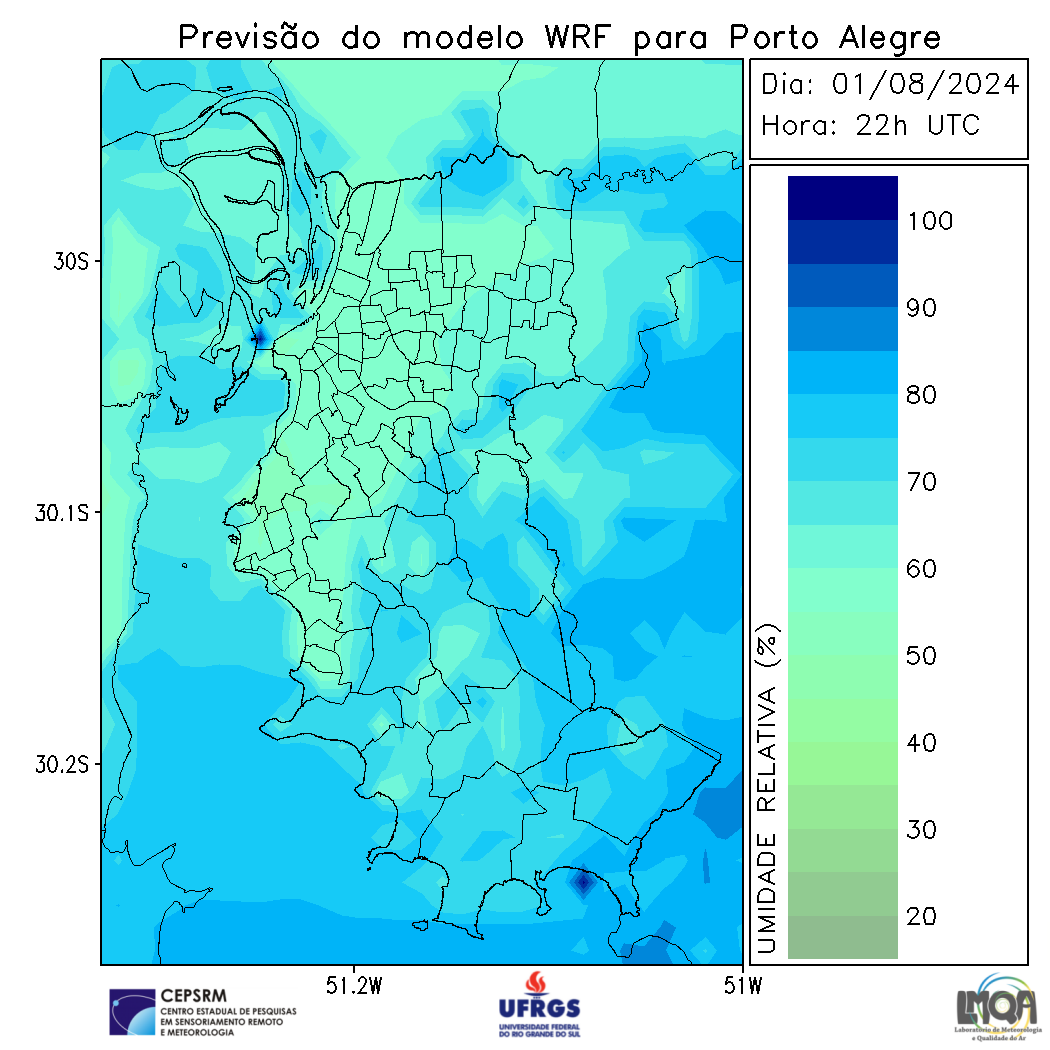 Previsão do modelo WRF para Porto Alegre
Dia: 01/08/2024
Hora: 22h UTC
30S
30.1S
30.2S
51.2W
51W
UMIDADE RELATIVA (%)
100
90
80
70
60
50
40
30
20
CEPSRM
CENTRO ESTADUAL DE PESQUISAS
EM SENSORIAMENTO REMOTO
E METEOROLOGIA
UFRGS
UNIVERSIDADE FEDERAL
DO RIO GRANDE DO SUL
LMQA
Laboratório de Meteorologia
e Qualidade do Ar